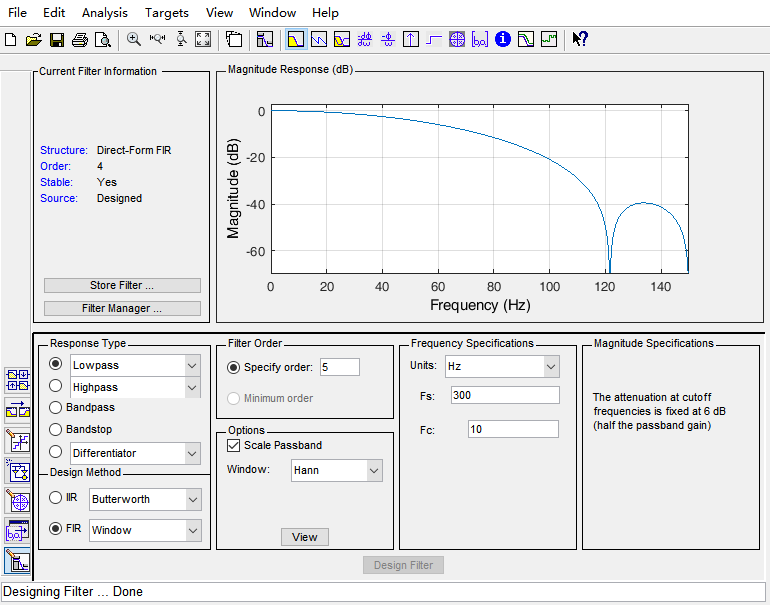 File Edit Analysis Targets View Window Help
Current Filter Information
Structure: Direct-Form FIR
Order: 4
Stable: Yes
Source: Designed
Store Filter ...
Filter Manager ...
Magnitude Response (dB)
Magnitude (dB)
0
-20
-40
-60
0 20 40 60 80 100 120 140
Frequency (Hz)
Response Type
Lowpass
Highpass
Bandpass
Bandstop
Differentiator
Design Method
IIR Butterworth
FIR Window
Filter Order
Specify order: 5
Minimum order
Options
Scale Passband
Window: Hann
View
Frequency Specifications
Units: Hz
Fs: 300
Fc: 10
Magnitude Specifications
The attenuation at cutoff
frequencies is fixed at 6 dB
(half the passband gain)
Design Filter
Designing Filter ... Done